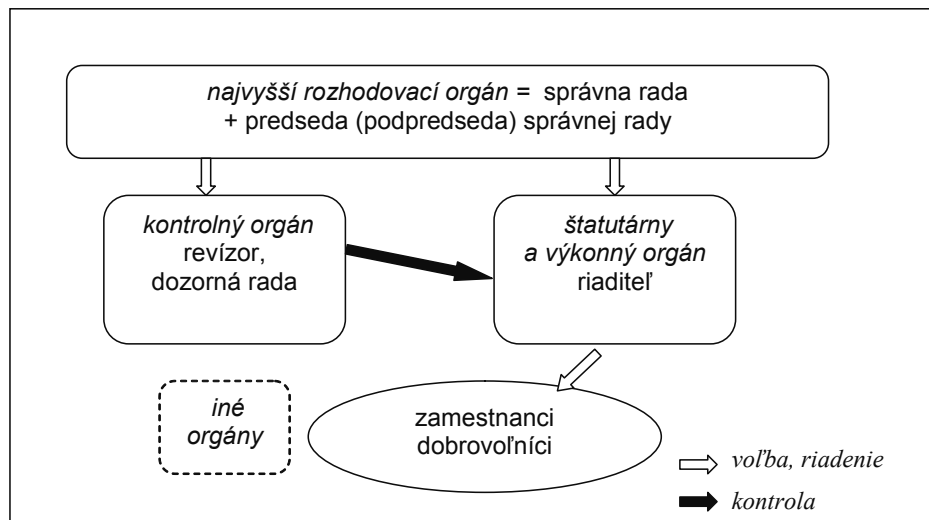 najvyšší rozhodovací orgán = správna rada
+ predseda (podpredseda) správnej rady
kontrolný orgán
revízor,
dozorná rada
štatutárny
a výkonný orgán
riaditeľ
iné
orgány
zamestnanci
dobrovoľníci
voľba, riadenie
kontrola